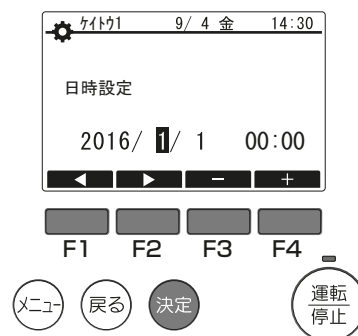 ｹｲﾄｳ1 9/ 4 金 14:30
日時設定
2016/ 1/ 1 00:00
◀ ▶ － ＋
F1 F2 F3 F4
メニュー 戻る 決定 運転
停止